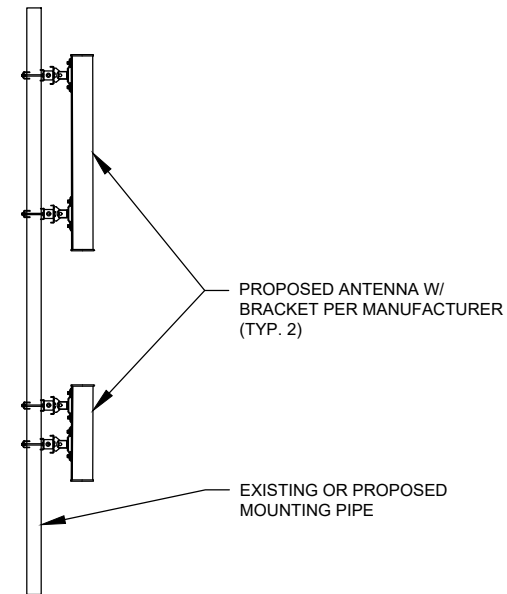 PROPOSED ANTENNA W/
BRACKET PER MANUFACTURER
(TYP. 2)
EXISTING OR PROPOSED
MOUNTING PIPE